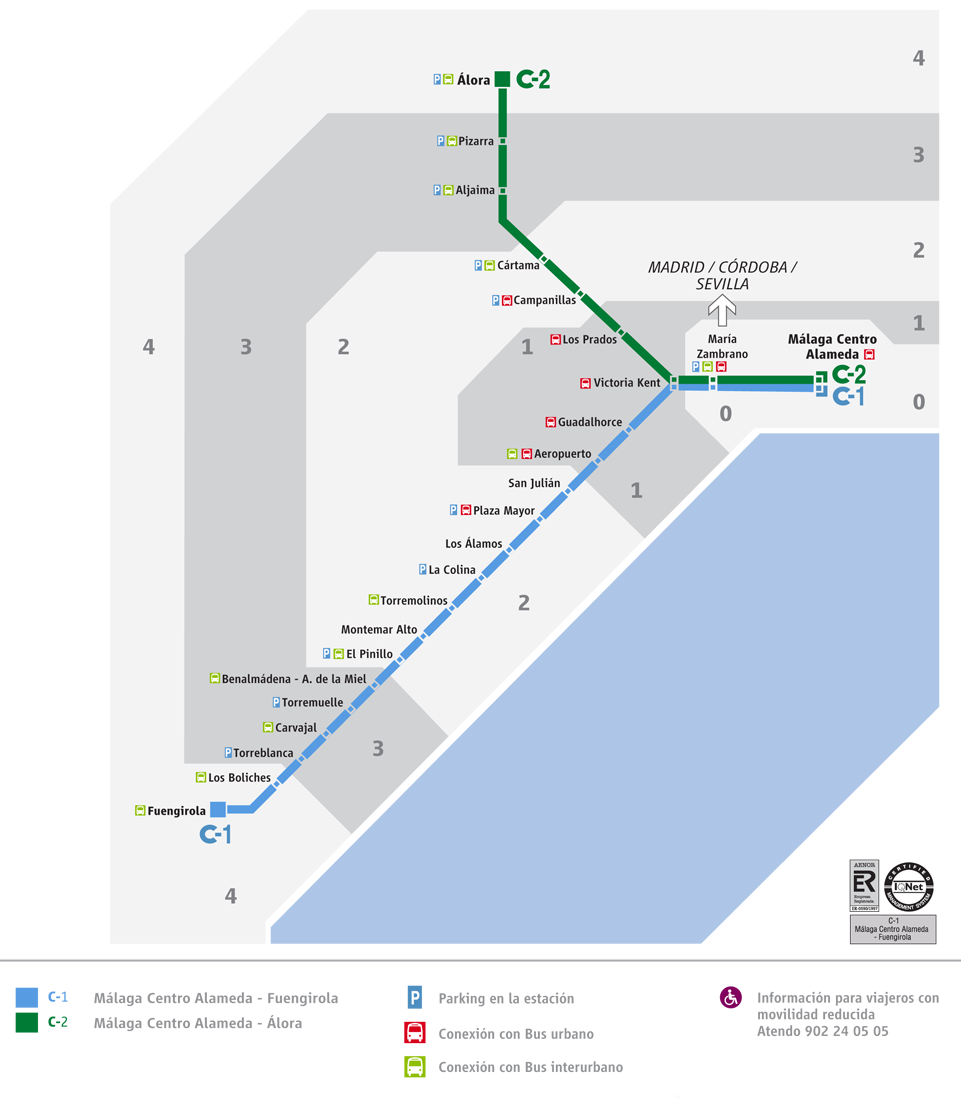 4
Álora
C-2
Pizarra
3
Aljaima
2
Cártama
MADRID / CÓRDOBA /
SEVILLA
Campanillas
1
4
3
2
1
Los Prados
María
Zambrano
Málaga Centro
Alameda
C-2
C-1
Victoria Kent
0
0
Guadalhorce
Aeropuerto
San Julián
1
Plaza Mayor
Los Álamos
La Colina
Torremolinos
2
Montemar Alto
El Pinillo
Benalmádena - A. de la Miel
Torremuelle
Carvajal
3
Torreblanca
Los Boliches
Fuengirola
C-1
4
AENOR
ER
Empresa
Registrada
CERTIFIED
IQNet
MANAGEMENT SYSTEM
C-1
Málaga Centro Alameda
- Fuengirola
C-1 Málaga Centro Alameda - Fuengirola
C-2 Málaga Centro Alameda - Álora
P Parking en la estación
Conexión con Bus urbano
Conexión con Bus interurbano
Información para viajeros con
movilidad reducida
Atendo 902 24 05 05